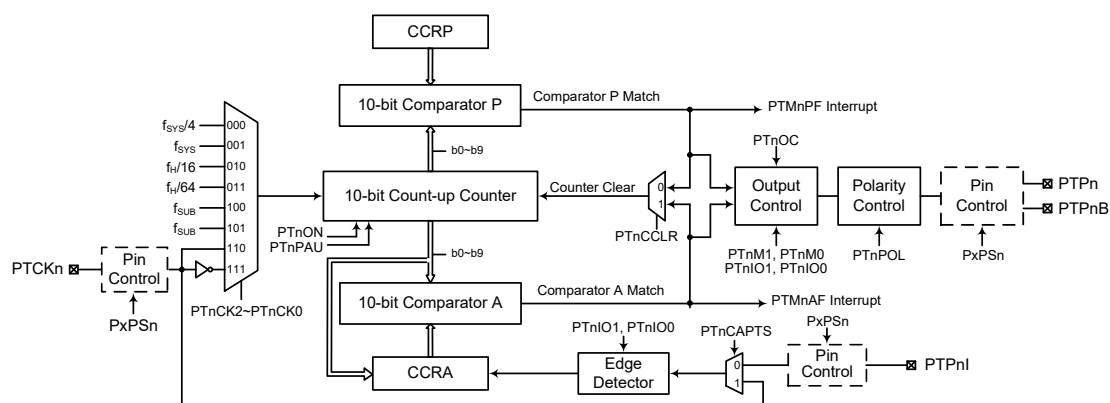 CCRP
10-bit Comparator P
Comparator P Match
PTMnPF Interrupt
b0~b9
fSYS/4
000
fSYS
001
fH/16
010
fH/64
011
fSUB
100
fSUB
101
110
111
PTCKn
Pin
Control
PxPSn
PTnCK2~PTnCK0
10-bit Count-up Counter
PTnON
PTnPAU
Counter Clear
0
1
PTnCCLR
PTnOC
Output
Control
PTnM1, PTnM0
PTnIO1, PTnIO0
Polarity
Control
PTnPOL
Pin
Control
PxPSn
PTPn
PTPnB
b0~b9
10-bit Comparator A
Comparator A Match
PTMnAF Interrupt
CCRA
PTnIO1, PTnIO0
Edge
Detector
PTnCAPTS
0
1
PxPSn
Pin
Control
PTPnI